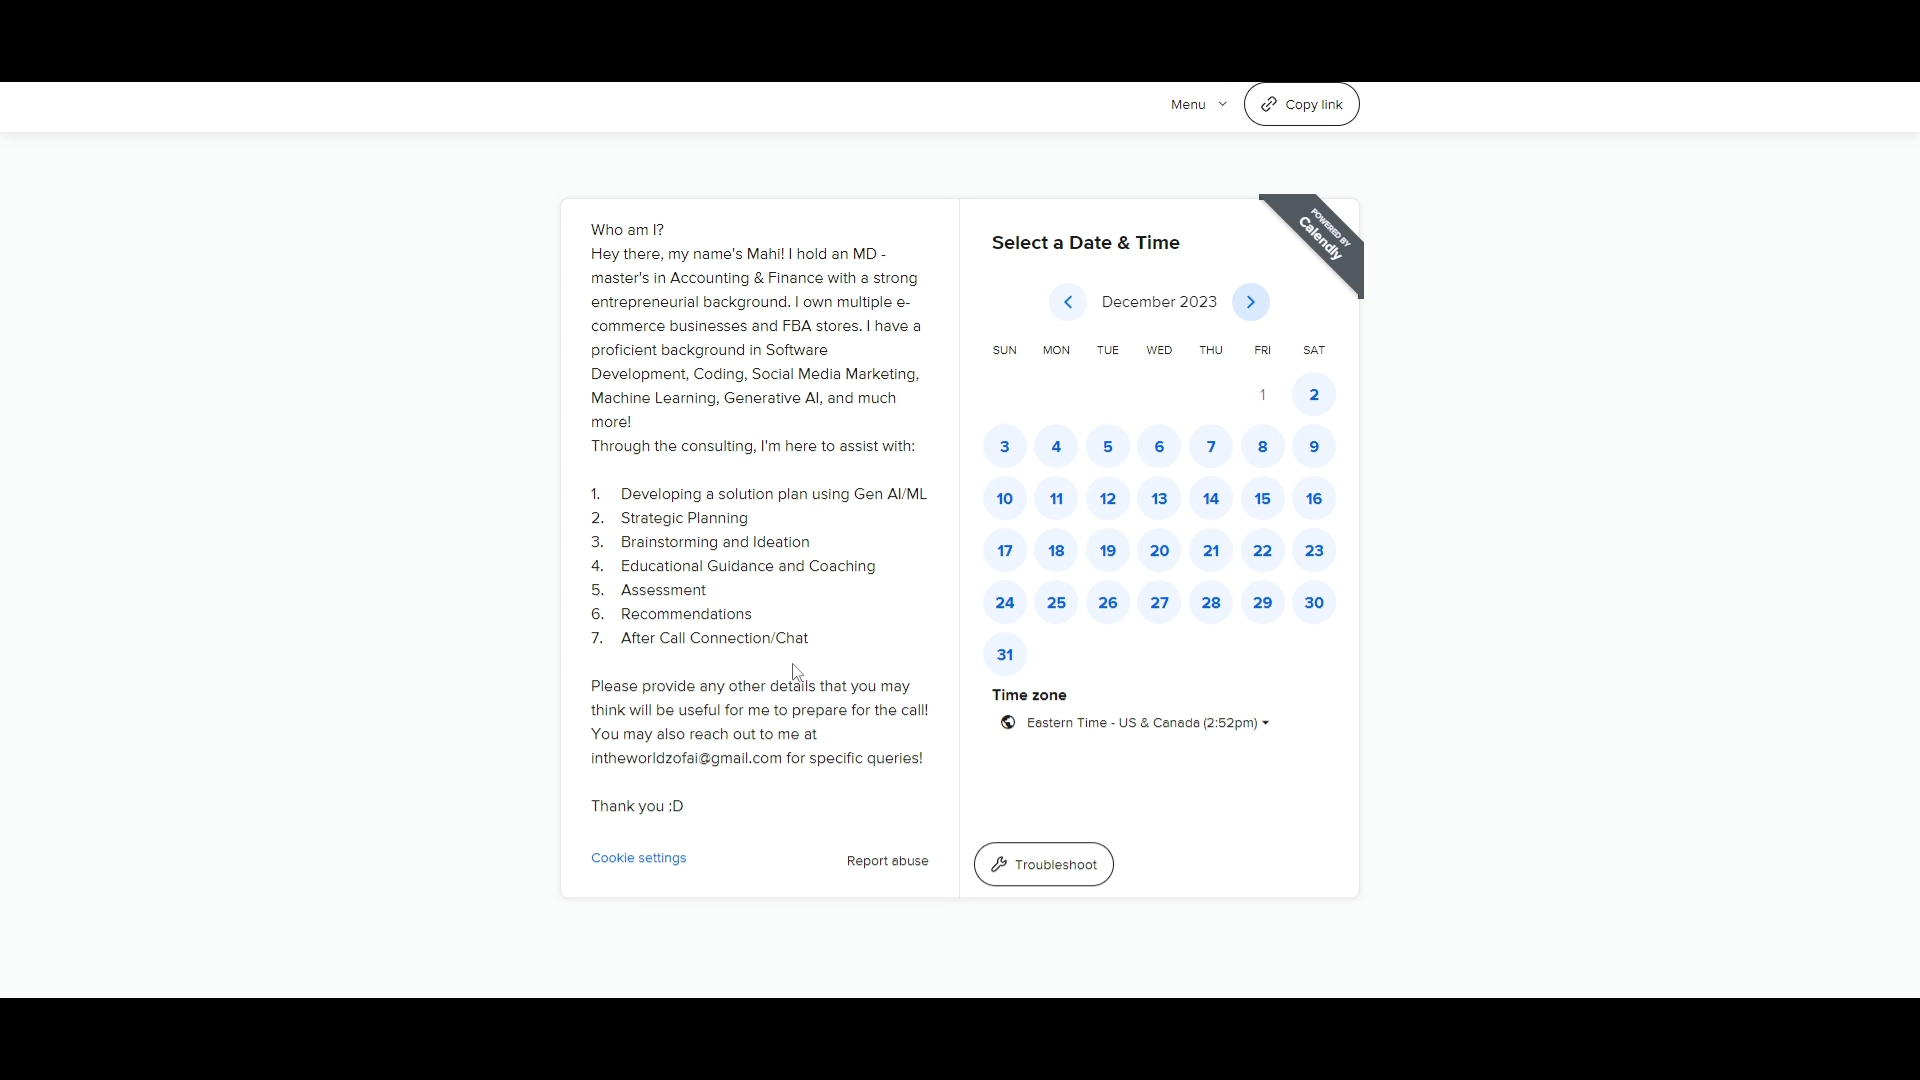 Menu
Copy link
Who am I?
Hey there, my name's Mahi! I hold an MD -
master's in Accounting & Finance with a strong
entrepreneurial background. I own multiple e-
commerce businesses and FBA stores. I have a
proficient background in Software
Development, Coding, Social Media Marketing,
Machine Learning, Generative AI, and much
more!
Through the consulting, I'm here to assist with:
1. Developing a solution plan using Gen AI/ML
2. Strategic Planning
3. Brainstorming and Ideation
4. Educational Guidance and Coaching
5. Assessment
6. Recommendations
7. After Call Connection/Chat
Please provide any other details that you may
think will be useful for me to prepare for the call!
You may also reach out to me at
intheworldzofai@gmail.com for specific queries!
Thank you :D
Cookie settings
Report abuse
POWERED BY
Calendly
Select a Date & Time
December 2023
SUN MON TUE WED THU FRI SAT
1 2
3 4 5 6 7 8 9
10 11 12 13 14 15 16
17 18 19 20 21 22 23
24 25 26 27 28 29 30
31
Time zone
Eastern Time - US & Canada (2:52pm)
Troubleshoot